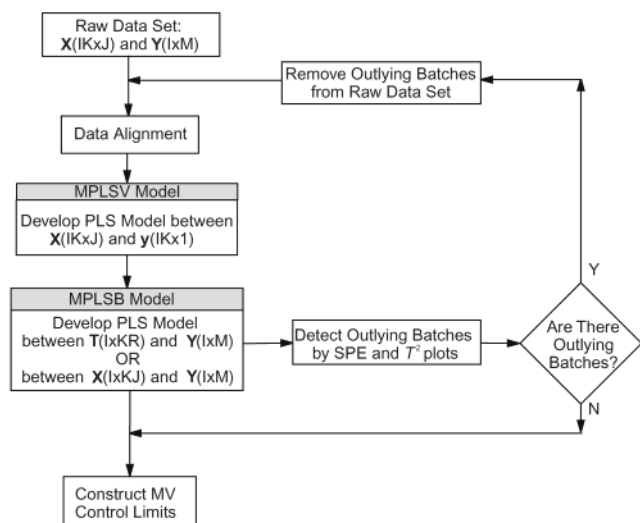 Raw Data Set:
X(IKxJ) and Y(IxM)
Remove Outlying Batches
from Raw Data Set
Data Alignment
MPLSV Model
Develop PLS Model between
X(IKxJ) and y(IKx1)
MPLSB Model
Develop PLS Model
between T(IxKR) and Y(IxM)
OR
between X(IxKJ) and Y(IxM)
Detect Outlying Batches
by SPE and T² plots
Y
Are There
Outlying
Batches?
N
Construct MV
Control Limits